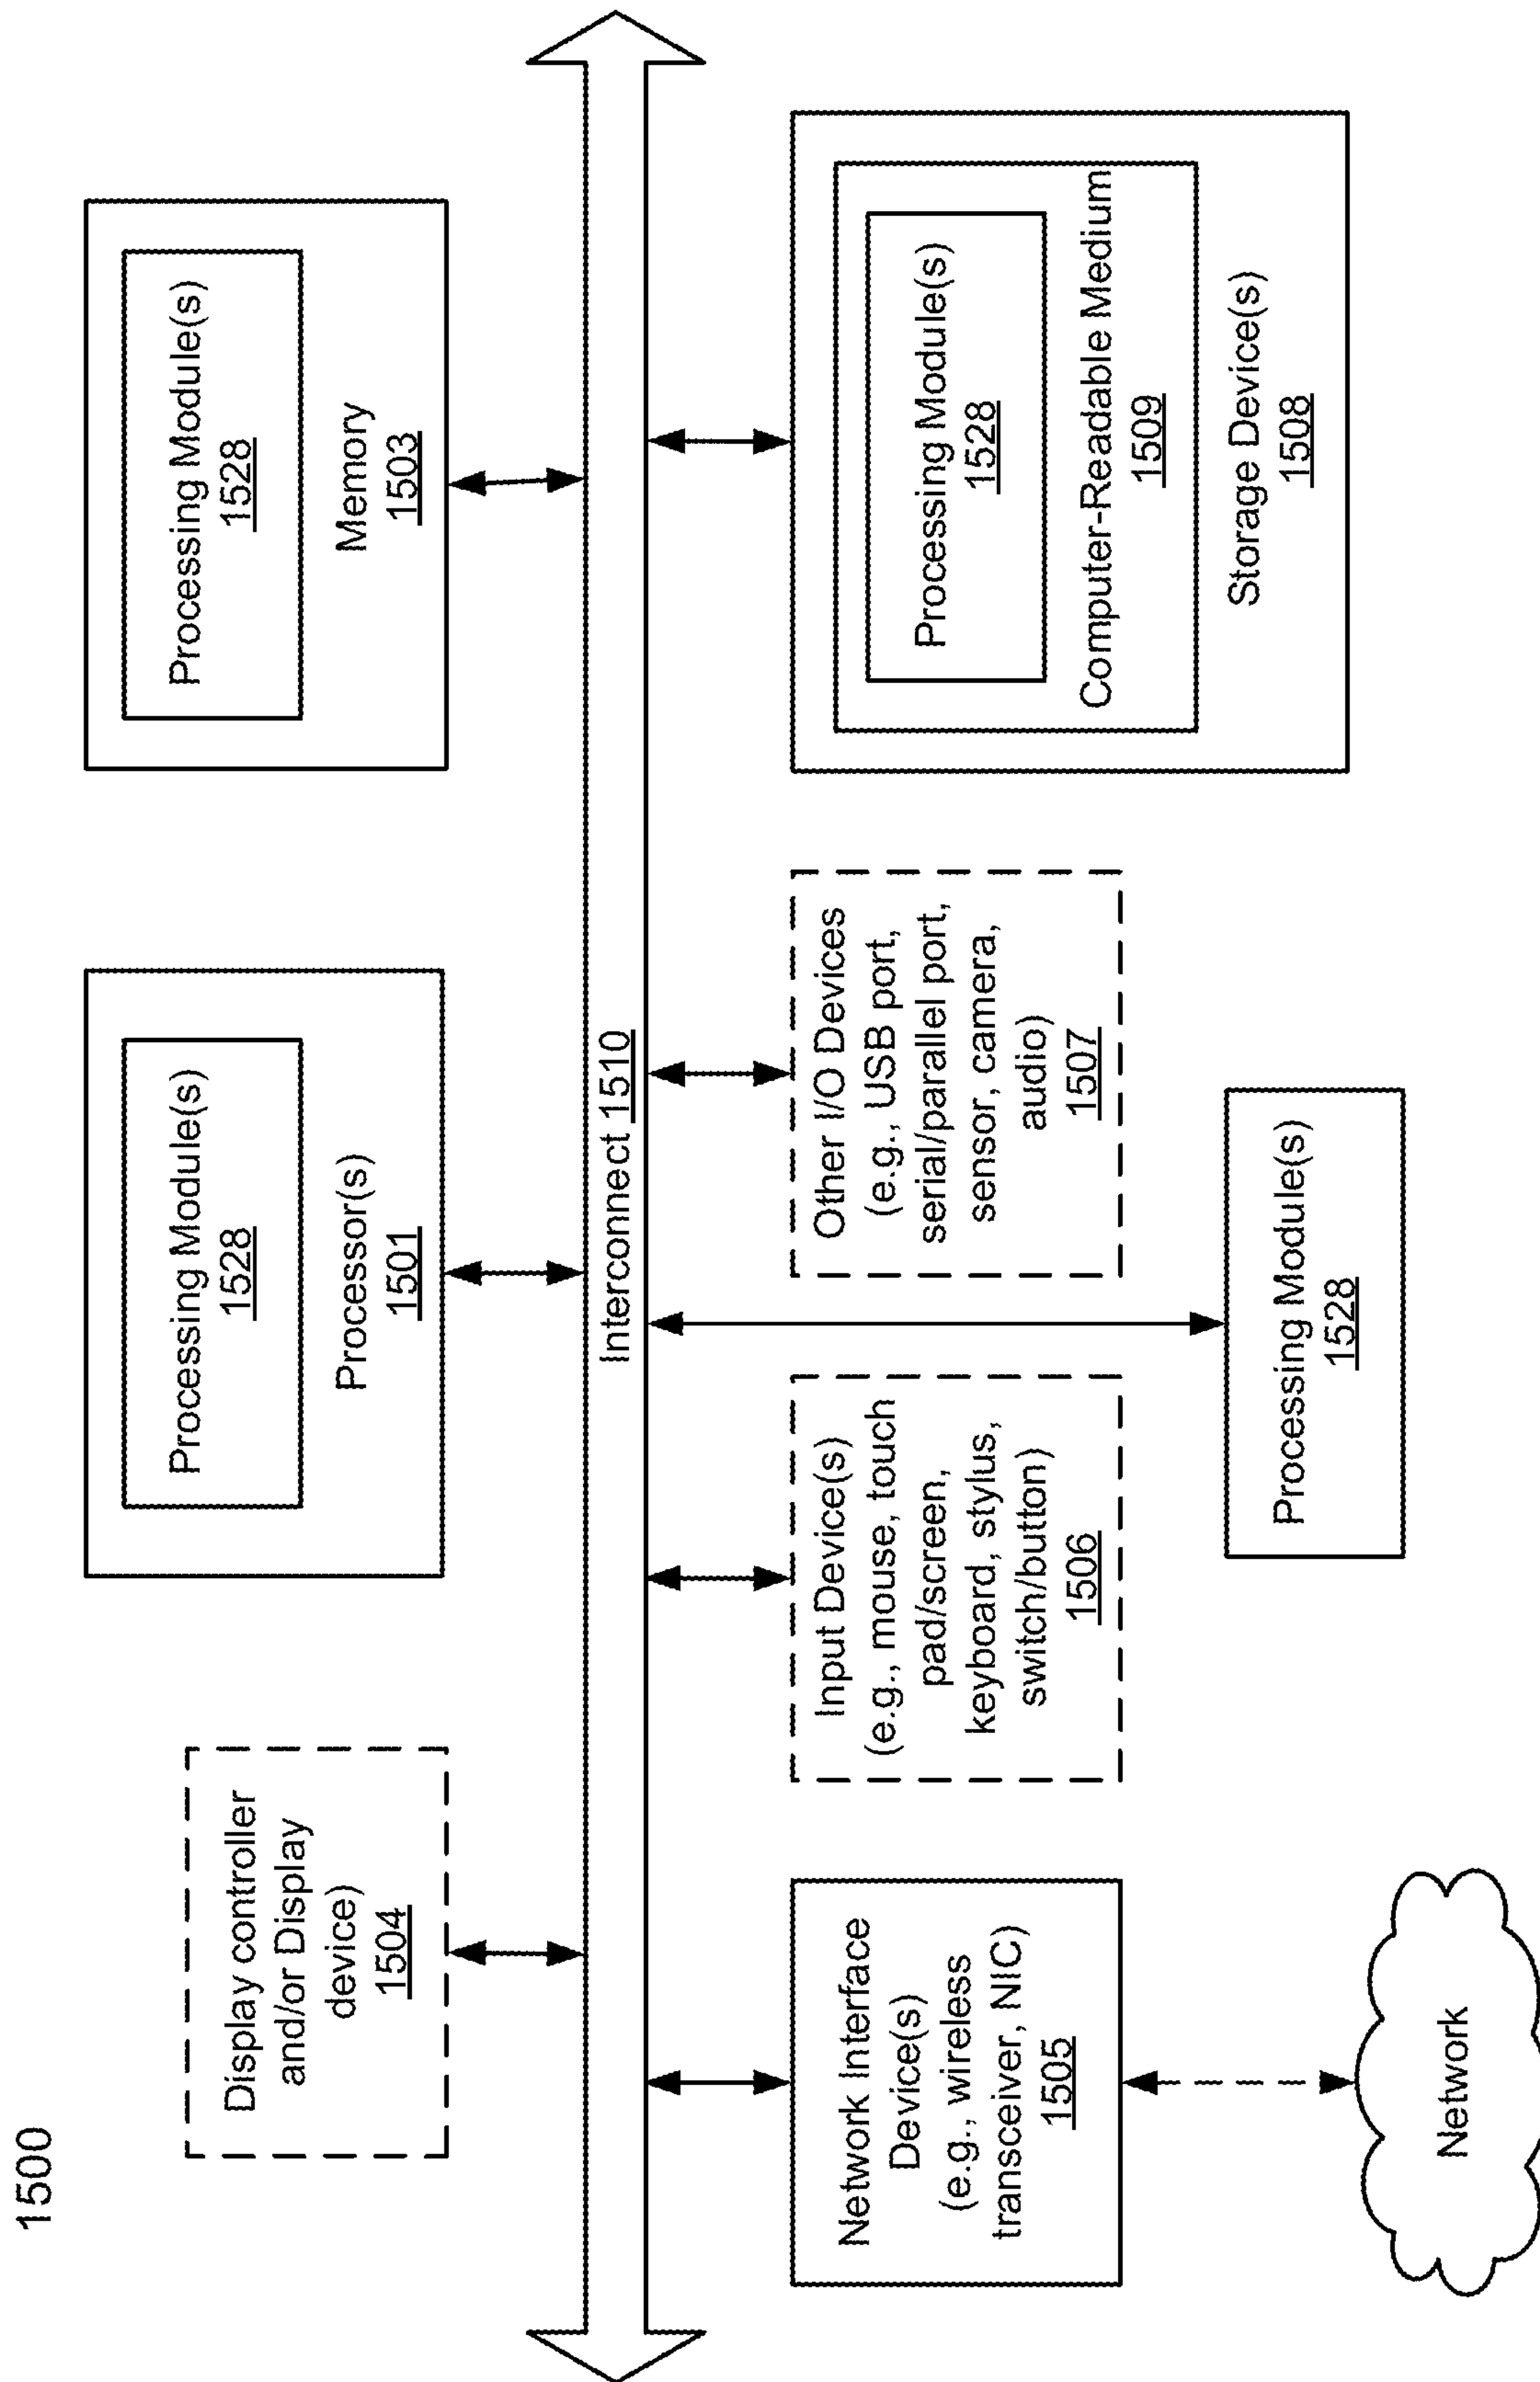 1500
Display controller
and/or Display
device)
1504
Processing Module(s)
1528
Processor(s)
1501
Processing Module(s)
1528
Memory
1503
Interconnect 1510
Network Interface
Device(s)
(e.g., wireless
transceiver, NIC)
1505
Input Device(s)
(e.g., mouse, touch
pad/screen,
keyboard, stylus,
switch/button)
1506
Other I/O Devices
(e.g., USB port,
serial/parallel port,
sensor, camera,
audio)
1507
Processing Module(s)
1528
Computer-Readable Medium
1509
Storage Device(s)
1508
Processing Module(s)
1528
Network